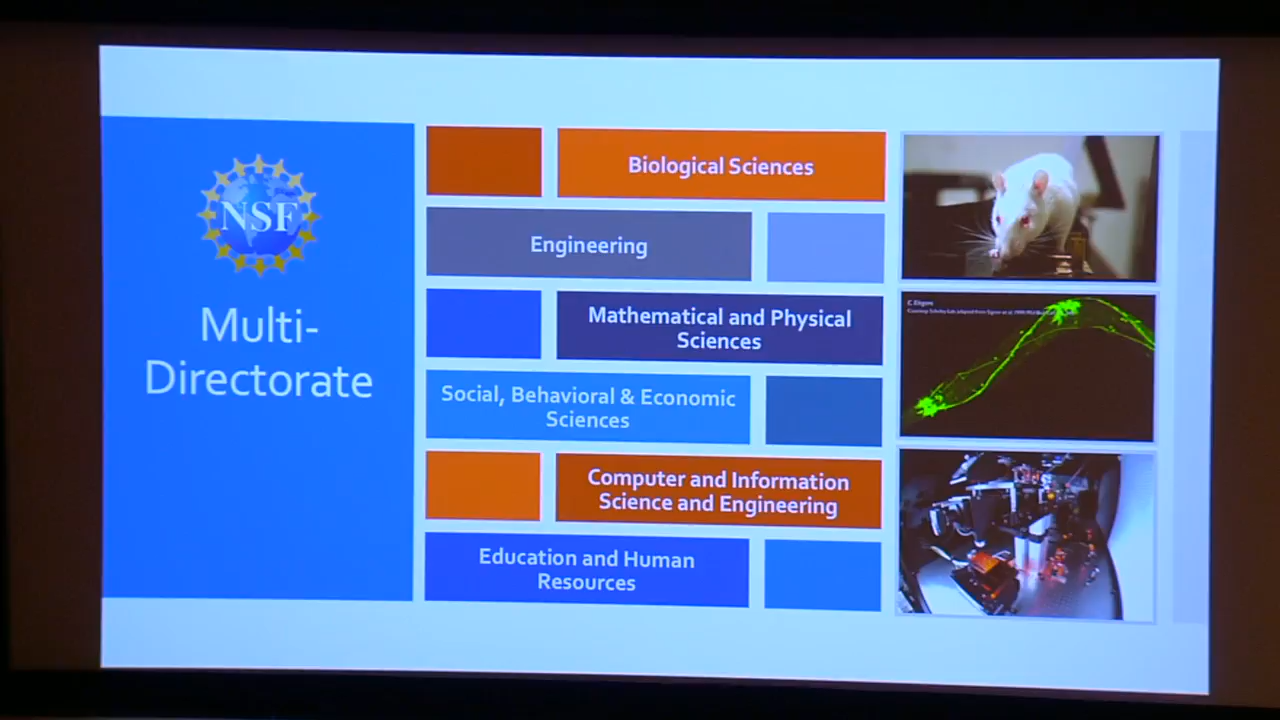 NSF
Multi-
Directorate
Biological Sciences
Engineering
Mathematical and Physical
Sciences
Social, Behavioral & Economic
Sciences
Computer and Information
Science and Engineering
Education and Human
Resources